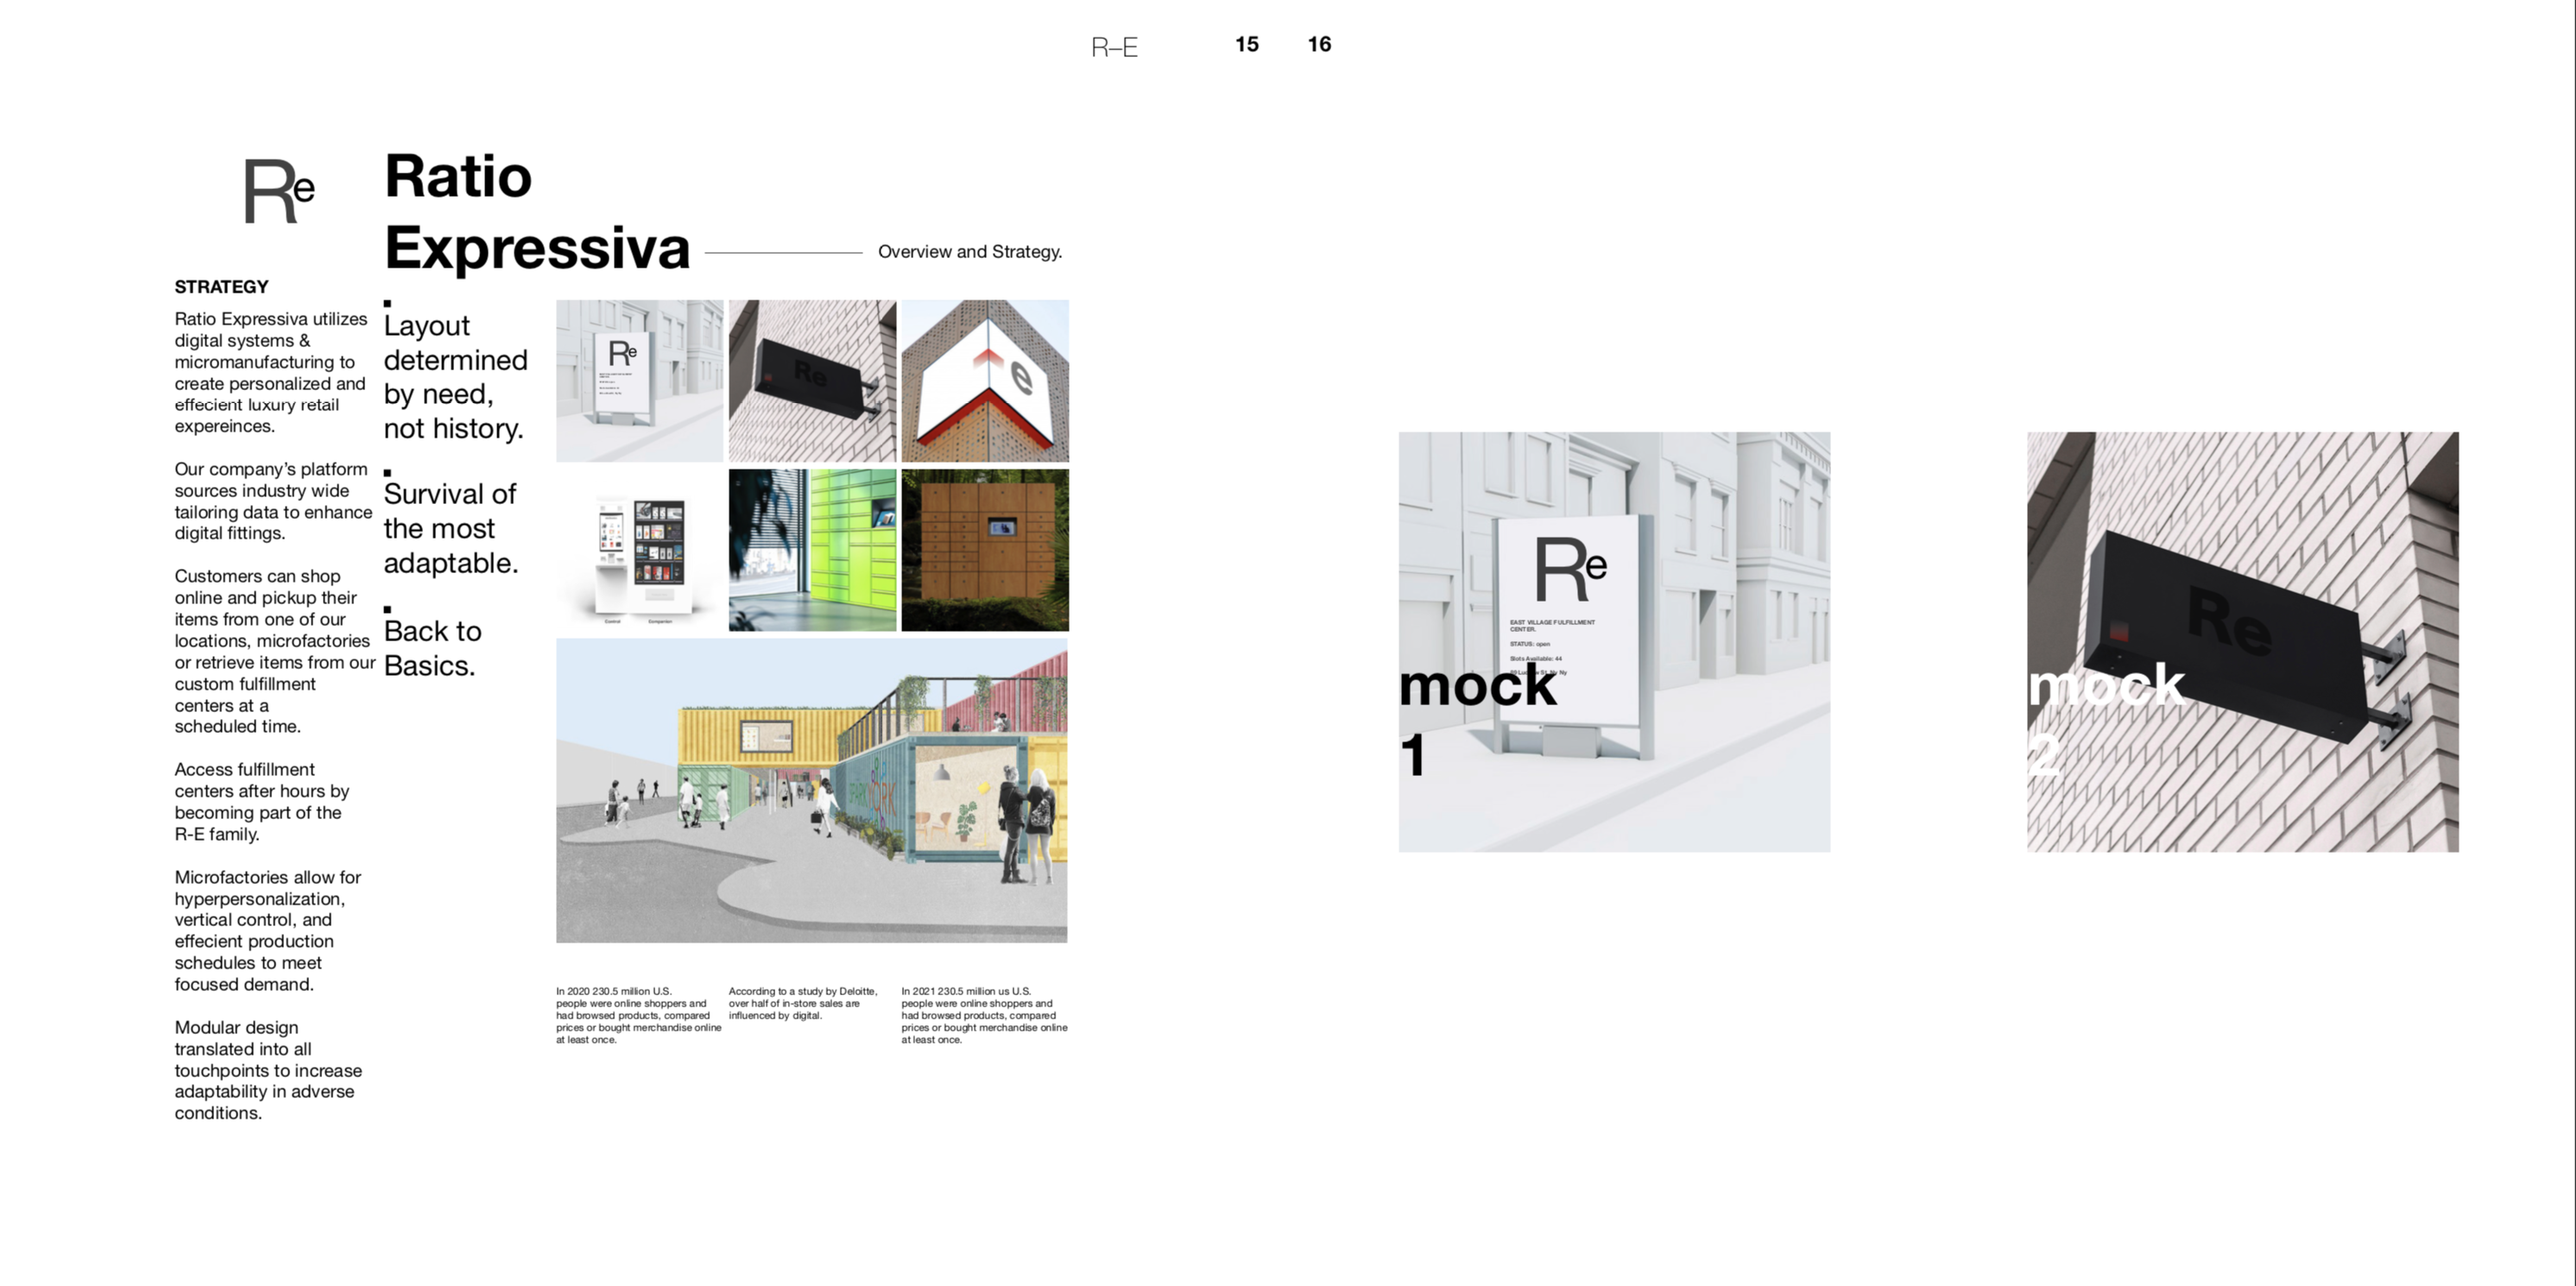 R–E
15
16
Re
Ratio
Expressiva
Overview and Strategy.
STRATEGY
Ratio Expressiva utilizes
digital systems &
micromanufacturing to
create personalized and
effecient luxury retail
expereinces.
Our company's platform
sources industry wide
tailoring data to enhance
digital fittings.
Customers can shop
online and pickup their
items from one of our
locations, microfactories
or retrieve items from our
custom fulfillment
centers at a
scheduled time.
Access fulfillment
centers after hours by
becoming part of the
R-E family.
Microfactories allow for
hyperpersonalization,
vertical control, and
effecient production
schedules to meet
focused demand.
Modular design
translated into all
touchpoints to increase
adaptability in adverse
conditions.
Layout
determined
by need,
not history.
Survival of
the most
adaptable.
Back to
Basics.
Re
Re
e
Control
Companion
WORK
In 2020 230.5 million U.S.
people were online shoppers and
had browsed products, compared
prices or bought merchandise online
at least once.
According to a study by Deloitte,
over half of in-store sales are
influenced by digital.
In 2021 230.5 million us U.S.
people were online shoppers and
had browsed products, compared
prices or bought merchandise online
at least once.
Re
EAST VILLAGE FULFILLMENT
CENTER.
STATUS: open
Slots Available: 44
mock
1
Re
mock
2